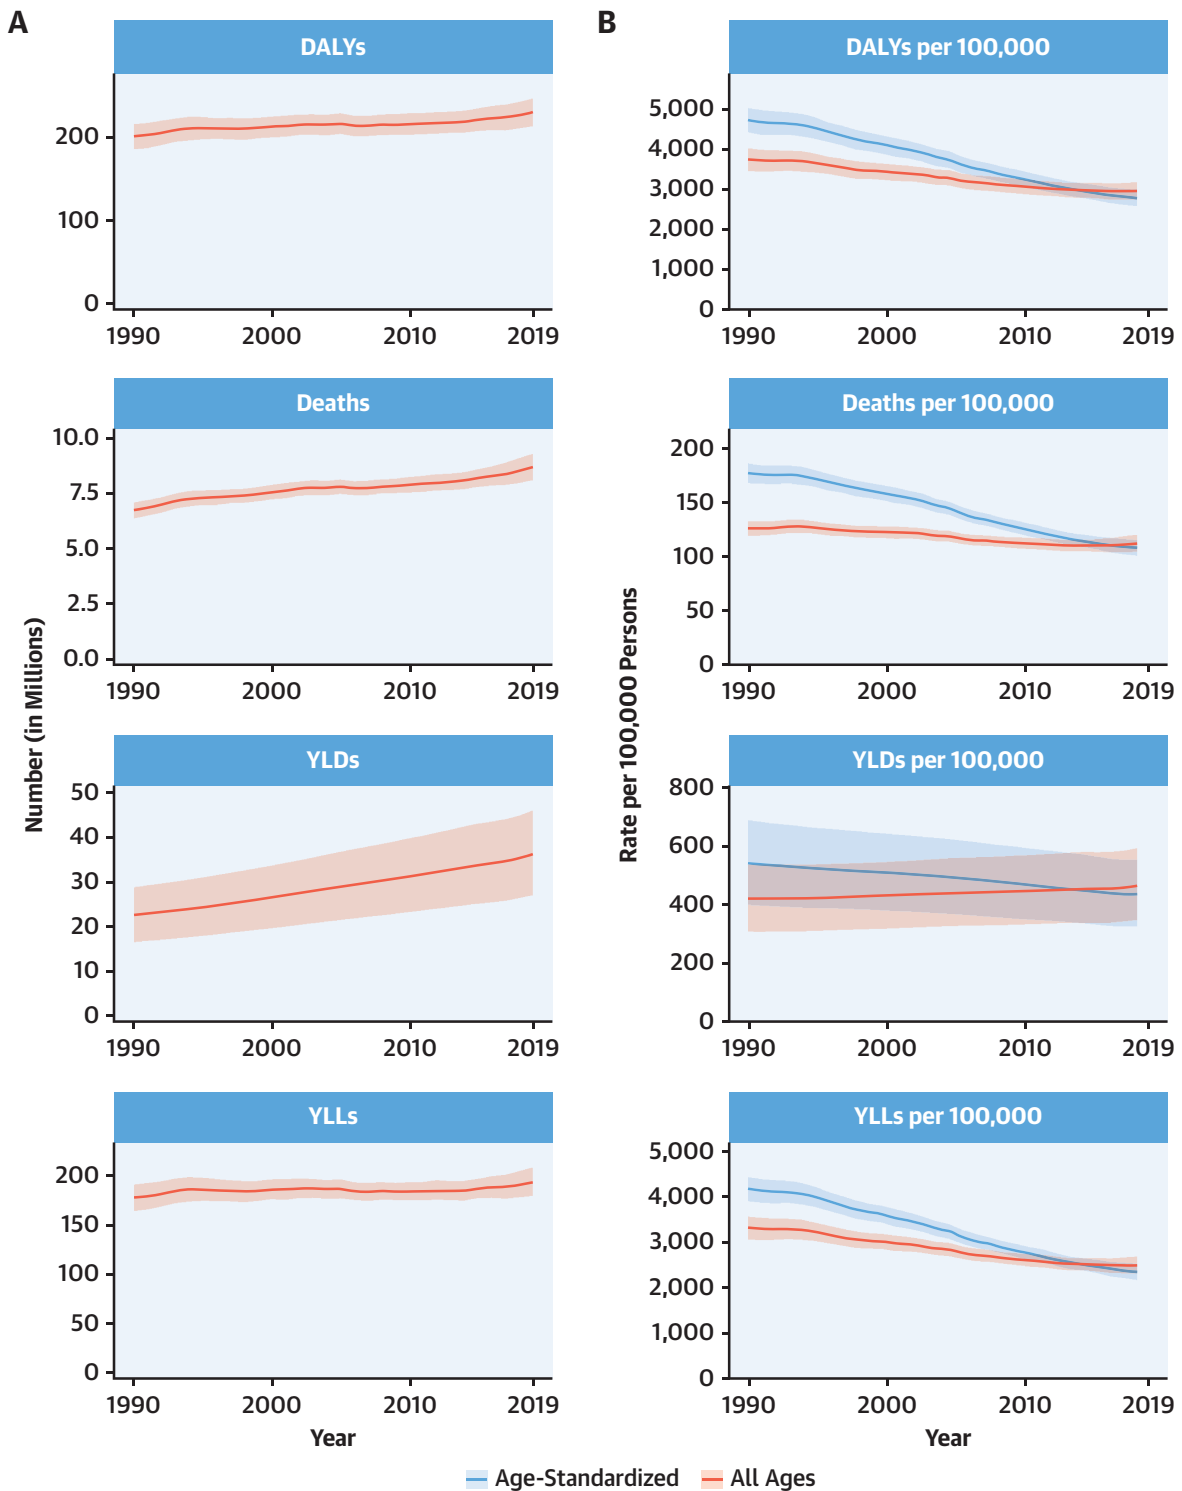 A
DALYs
200
100
0
1990 2000 2010 2019
Deaths
10.0
7.5
5.0
2.5
0.0
1990 2000 2010 2019
YLDs
50
40
30
20
10
0
1990 2000 2010 2019
YLLs
200
150
100
50
0
1990 2000 2010 2019
Year
Number (in Millions)
B
DALYs per 100,000
5,000
4,000
3,000
2,000
1,000
0
1990 2000 2010 2019
Deaths per 100,000
200
150
100
50
0
1990 2000 2010 2019
YLDs per 100,000
800
600
400
200
0
1990 2000 2010 2019
YLLs per 100,000
5,000
4,000
3,000
2,000
1,000
0
1990 2000 2010 2019
Year
Rate per 100,000 Persons
Age-Standardized All Ages